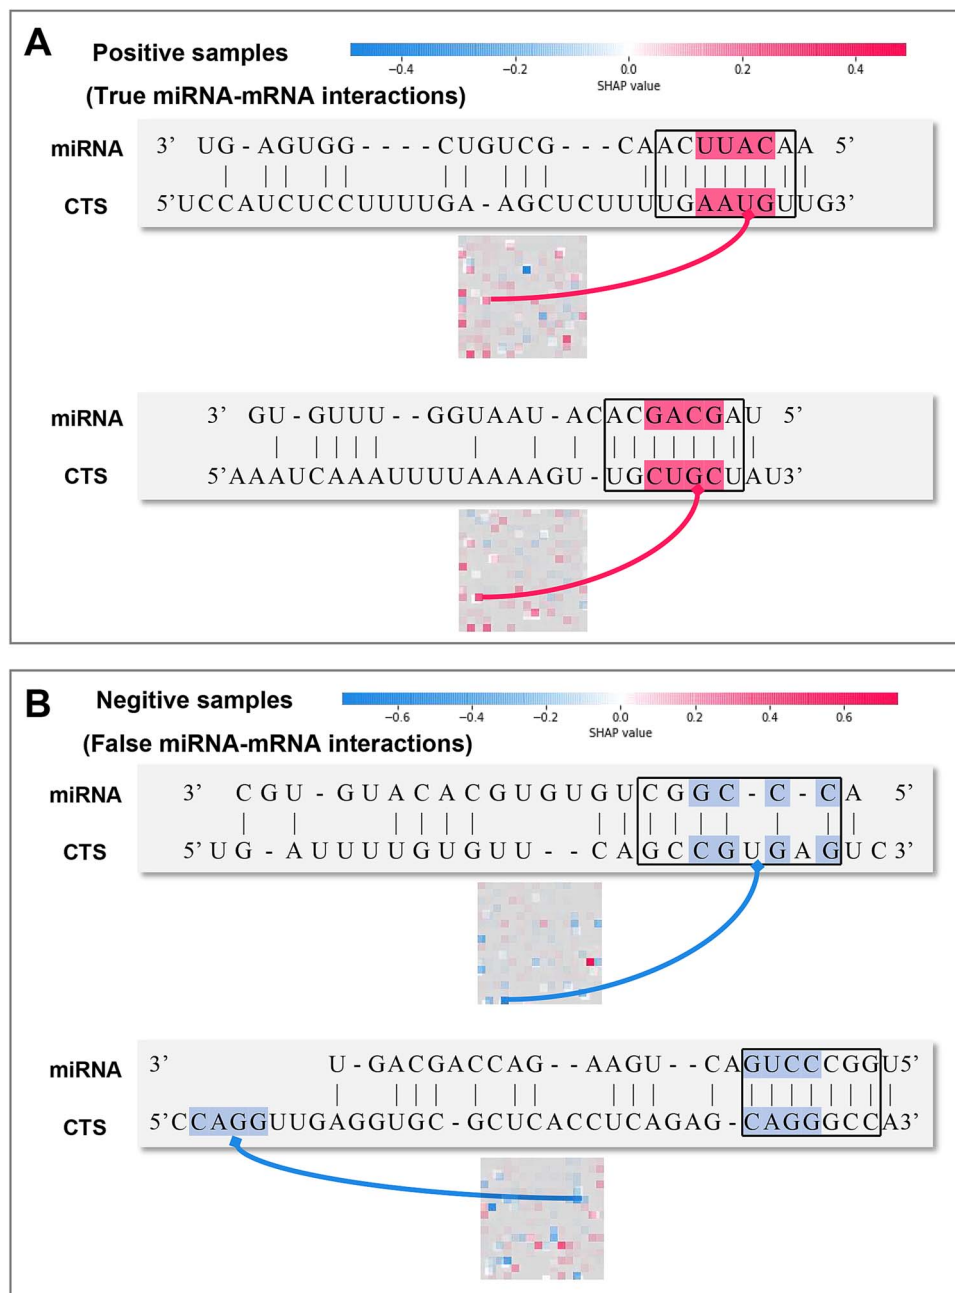 A Positive samples
−0.4 −0.2 0.0 0.2 0.4
SHAP value
(True miRNA-mRNA interactions)
miRNA 3’ UG-AGUGG----CUGUCG---CAACUUACAA 5’
CTS 5’UCCAUCUCCUUUUGA-AGCUCUUUUGAAUGUUG3’
miRNA 3’ GU-GUUU--GGUAAU-ACACGACGAU 5’
CTS 5’AAAUCAAAUUUUAAAAGU-UGCUGCUAU3’
B Negitive samples
−0.6 −0.4 −0.2 0.0 0.2 0.4 0.6
SHAP value
(False miRNA-mRNA interactions)
miRNA 3’ CGU-GUACACGUGUGUCGGC-C-CA 5’
CTS 5’UG-AUUUUGUGUU--CAGCCGUGAGUC3’
miRNA 3’ U-GACGACCAG--AAGU--CAGUCCCGGU5’
CTS 5’CCAGGUUGAGGUGC-GCUCACCUCAGAG-CAGGGCCA3’